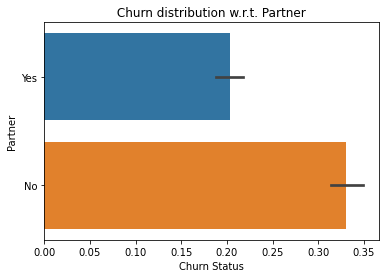 Churn distribution w.r.t. Partner
Partner
Yes
No
0.00 0.05 0.10 0.15 0.20 0.25 0.30 0.35
Churn Status